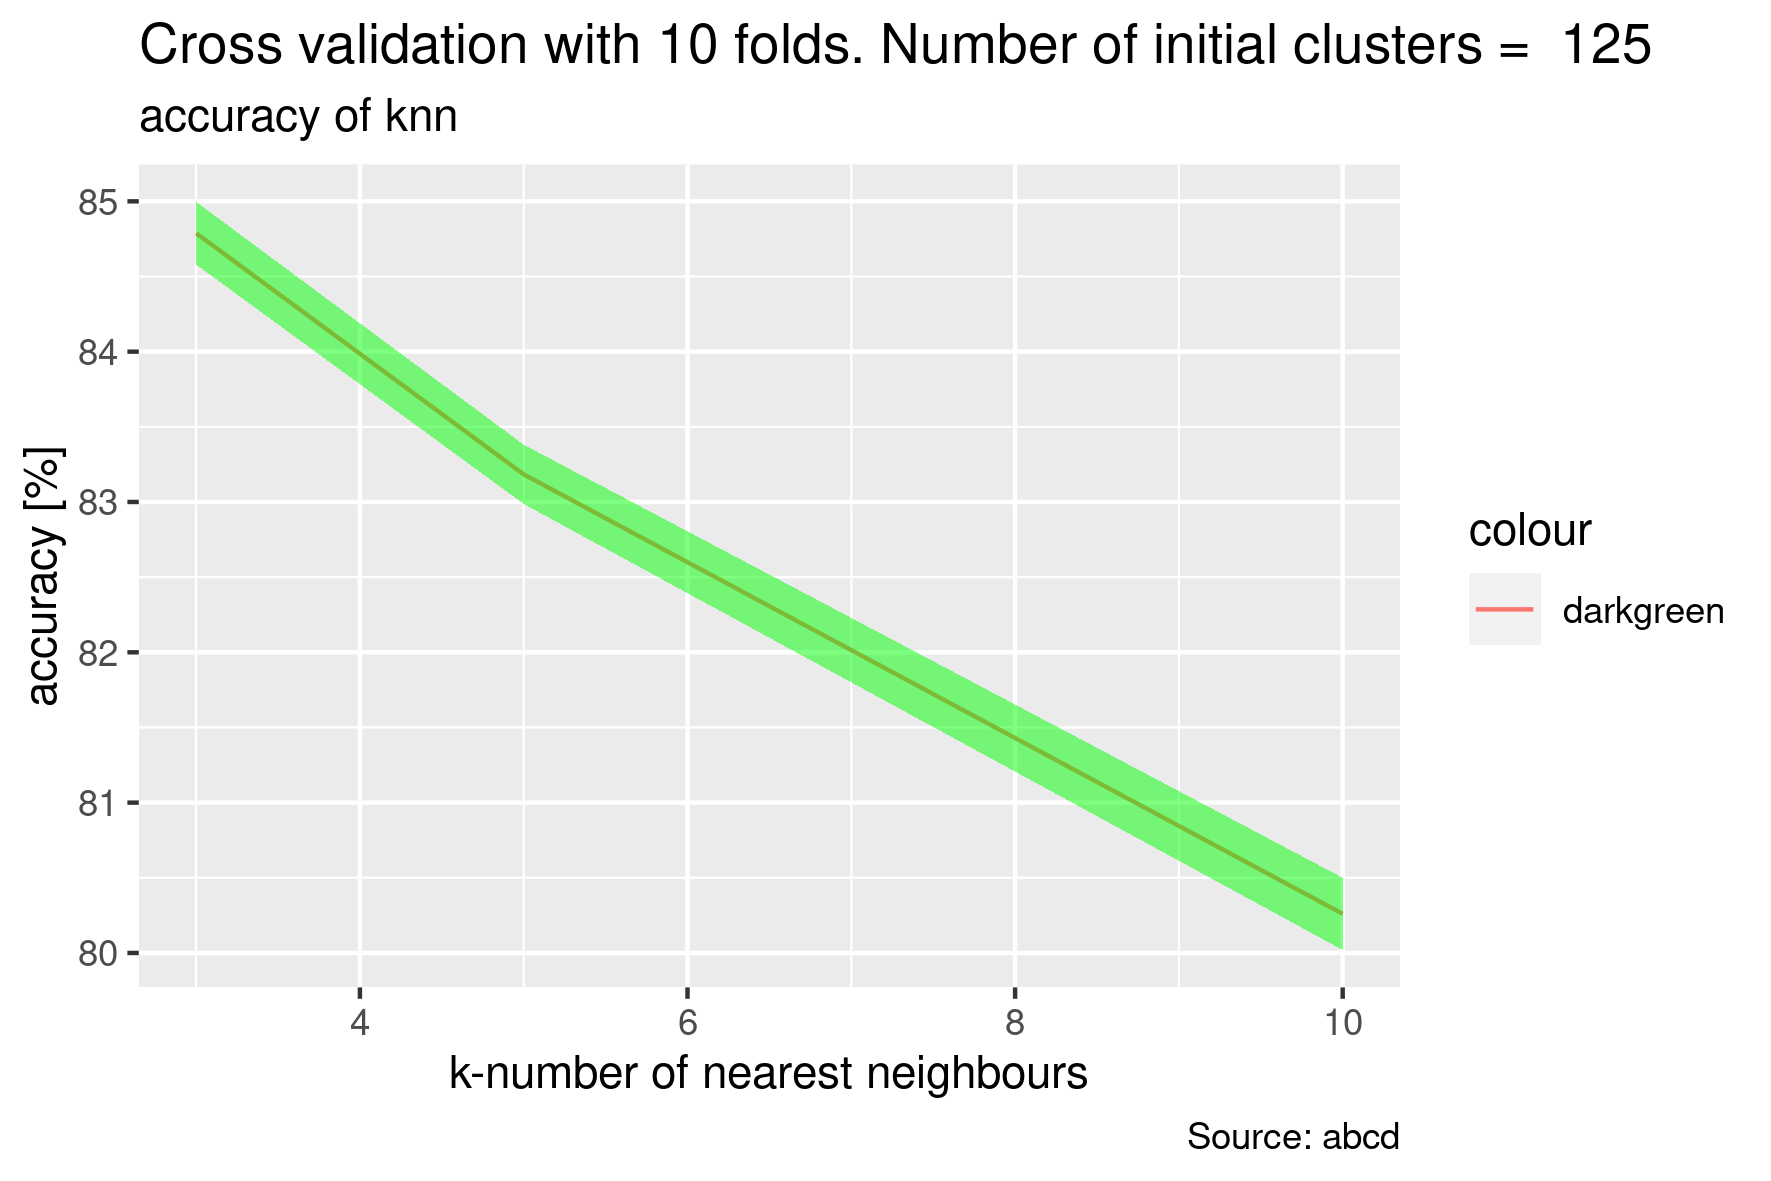 Cross validation with 10 folds. Number of initial clusters =  125
accuracy of knn
85
84
83
82
81
80
accuracy [%]
4 6 8 10
k-number of nearest neighbours
colour
darkgreen
Source: abcd